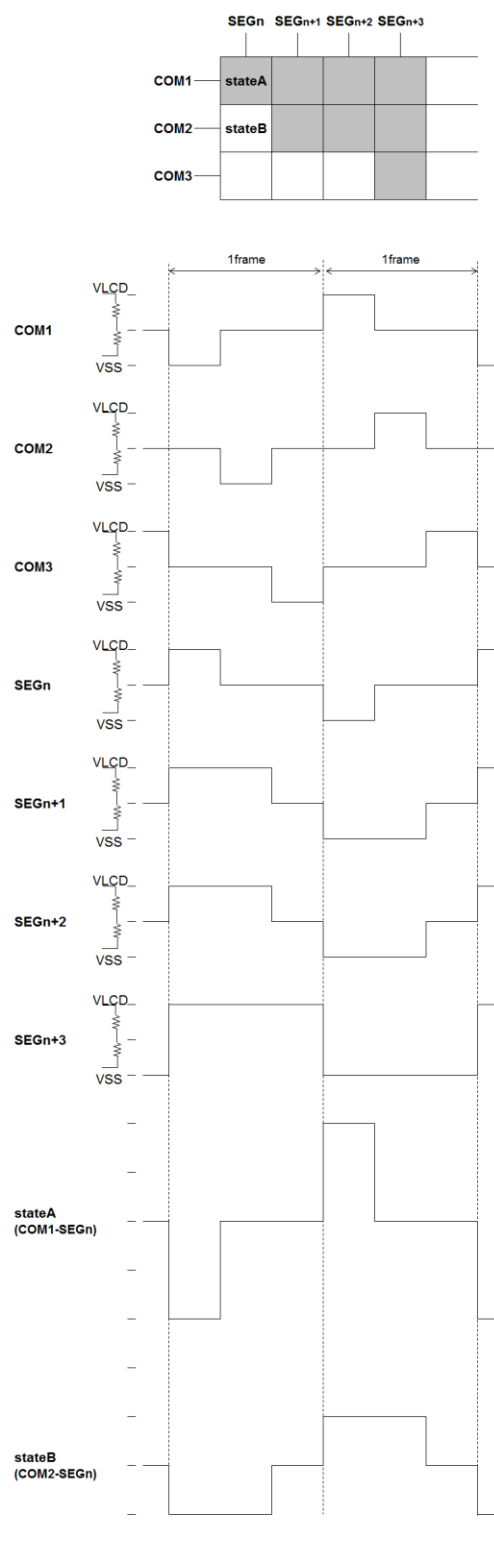 SEGn SEGn+1 SEGn+2 SEGn+3
COM1 stateA
COM2 stateB
COM3
1frame 1frame
VLCD
COM1
VSS
VLCD
COM2
VSS
VLCD
COM3
VSS
VLCD
SEGn
VSS
VLCD
SEGn+1
VSS
VLCD
SEGn+2
VSS
VLCD
SEGn+3
VSS
stateA
(COM1-SEGn)
stateB
(COM2-SEGn)